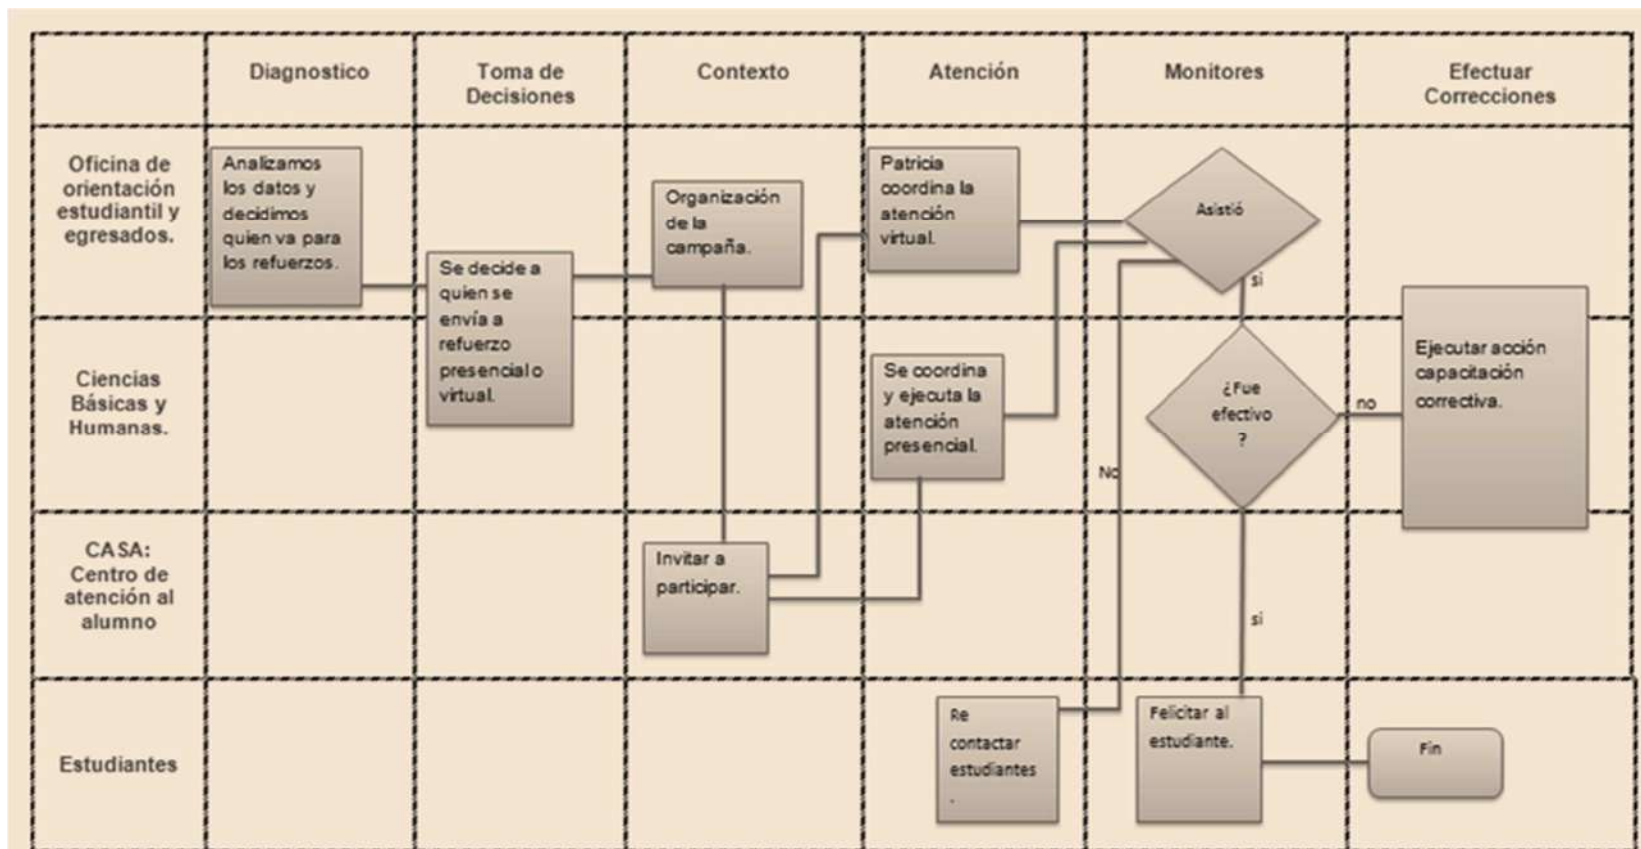 Diagnostico
Toma de
Decisiones
Contexto
Atención
Monitores
Efectuar
Correcciones
Oficina de
orientación
estudiantil y
egresados.
Analizamos
los datos y
decidimos
quien va para
los refuerzos.
Se decide a
quien se
envía a
refuerzo
presencial o
virtual.
Organización
de la
campaña.
Patricia
coordina la
atención
virtual.
Asistió
si
Ciencias
Básicas y
Humanas.
Se coordina
y ejecuta la
atención
presencial.
No
¿Fue
efectivo
?
no
Ejecutar acción
capacitación
correctiva.
CASA:
Centro de
atención al
alumno
Invitar a
participar.
si
Estudiantes
Re
contactar
estudiantes
.
Felicitar al
estudiante.
Fin